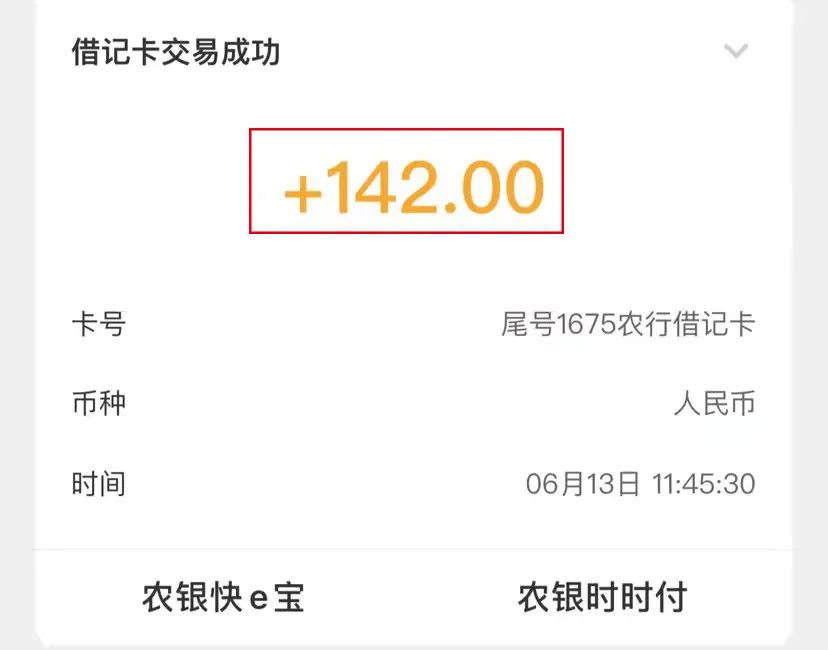 借记卡交易成功
+142.00
卡号 尾号1675农行借记卡
币种 人民币
时间 06月13日 11:45:30
农银快e宝 农银时时付